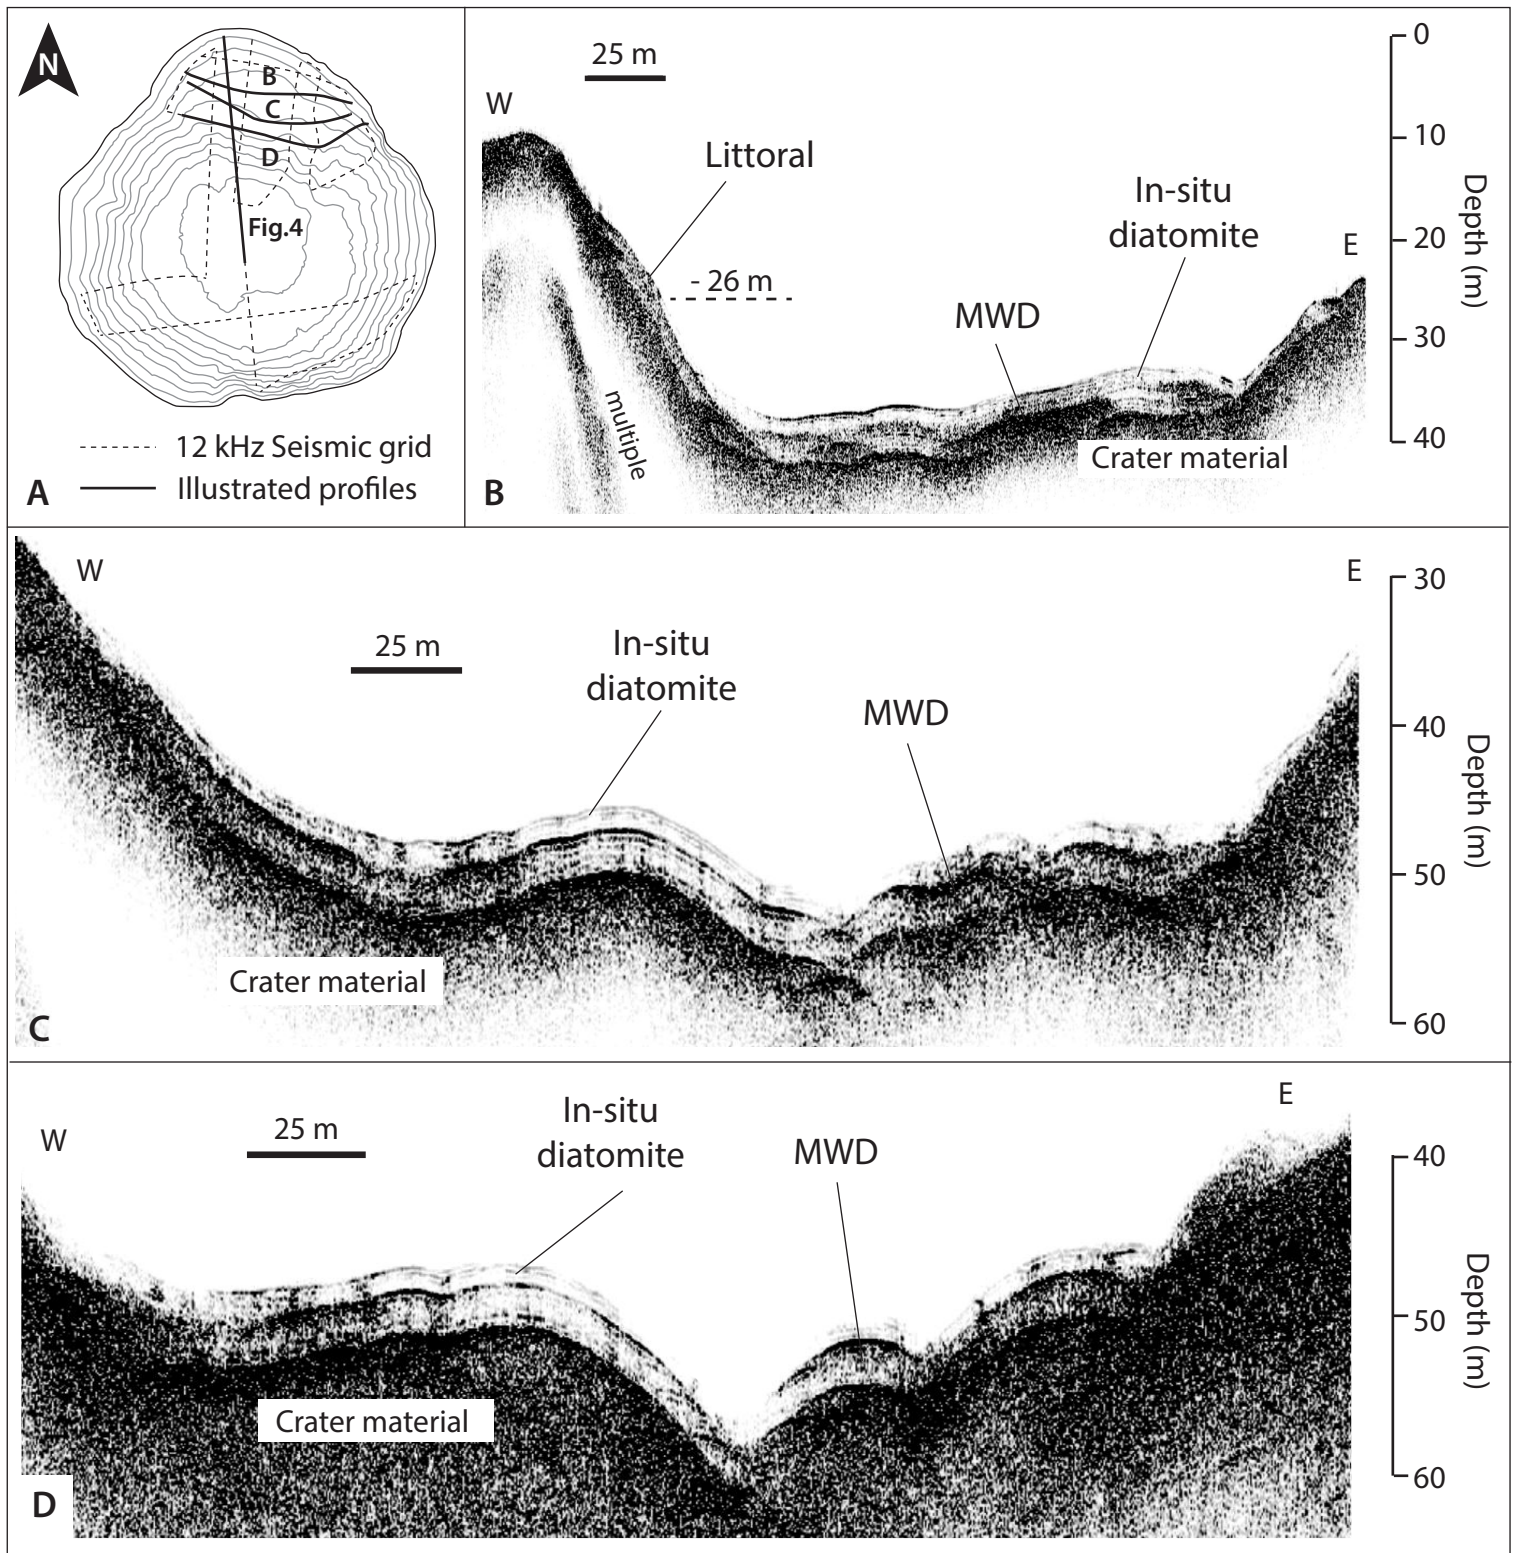 N
B
C
D
Fig.4
12 kHz Seismic grid
Illustrated profiles
A
25 m
W
Littoral
- 26 m
In-situ
diatomite
MWD
E
multiple
Crater material
B
0
10
20
30
40
Depth (m)
W
25 m
In-situ
diatomite
MWD
E
Crater material
C
30
40
50
60
Depth (m)
W
25 m
In-situ
diatomite
MWD
E
Crater material
D
40
50
60
Depth (m)